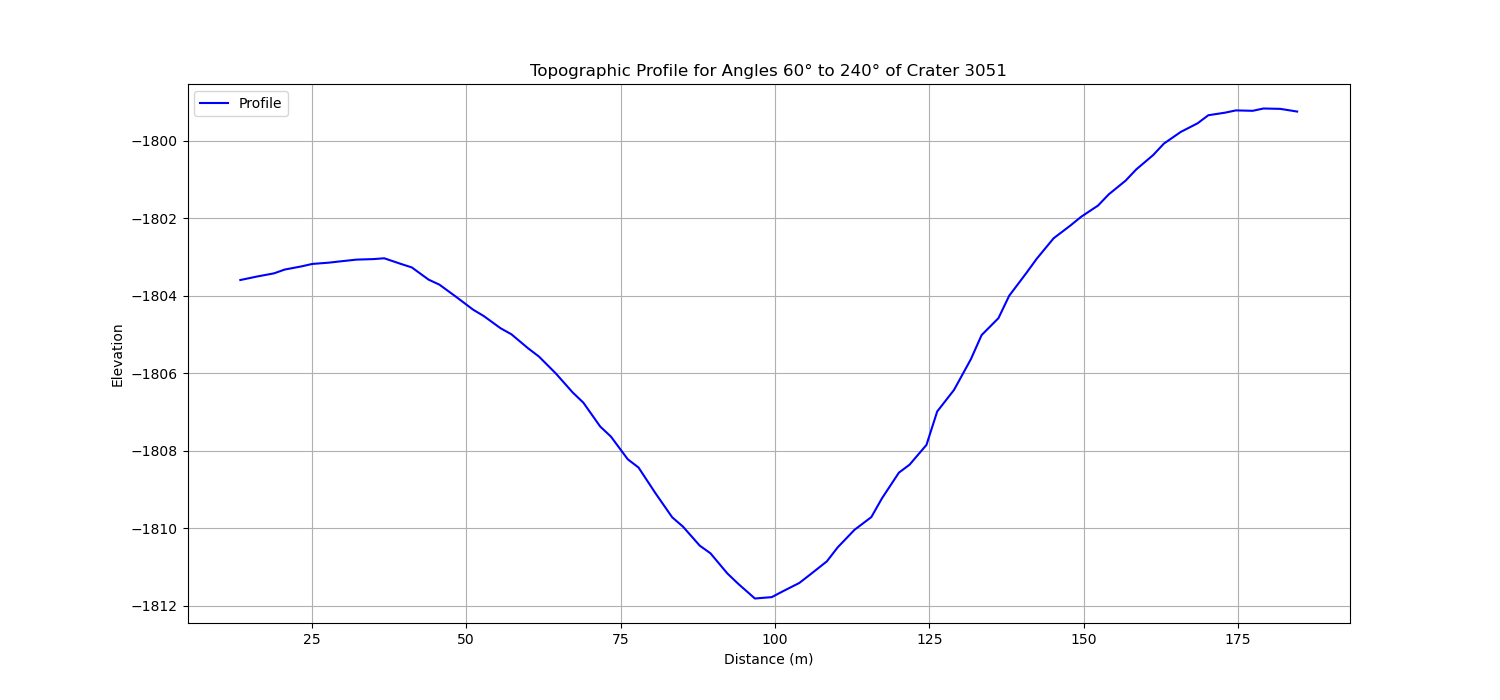 Topographic Profile for Angles 60° to 240° of Crater 3051
Profile
−1800
−1802
−1804
−1806
−1808
−1810
−1812
Elevation
25 50 75 100 125 150 175
Distance (m)